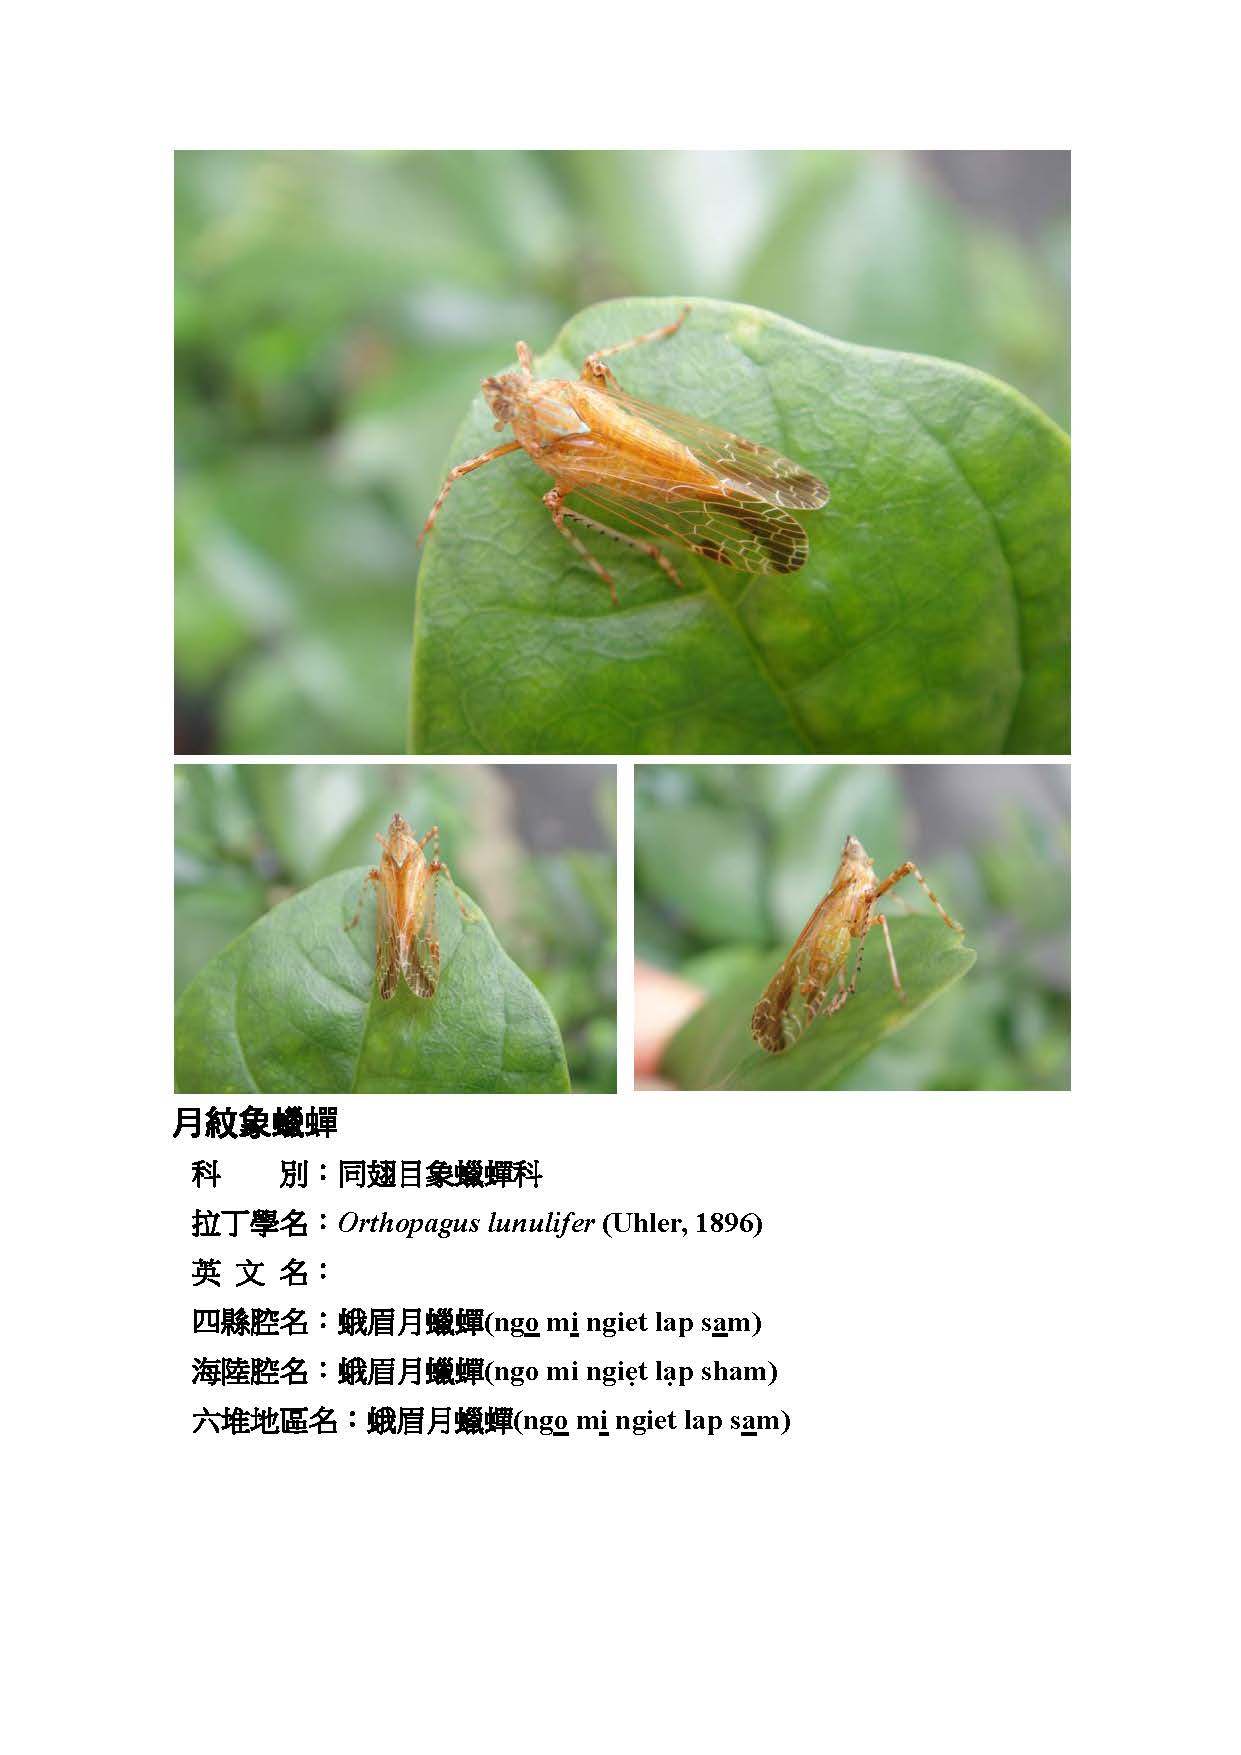 月紋象蠟蟬
科　　別：同翅目象蠟蟬科
拉丁學名：Orthopagus lunulifer (Uhler, 1896)
英 文 名：
四縣腔名：蛾眉月蠟蟬(ngo mi ngiet lap sam)
海陸腔名：蛾眉月蠟蟬(ngo mi ngiẹt lạp sham)
六堆地區名：蛾眉月蠟蟬(ngo mi ngiet lap sam)